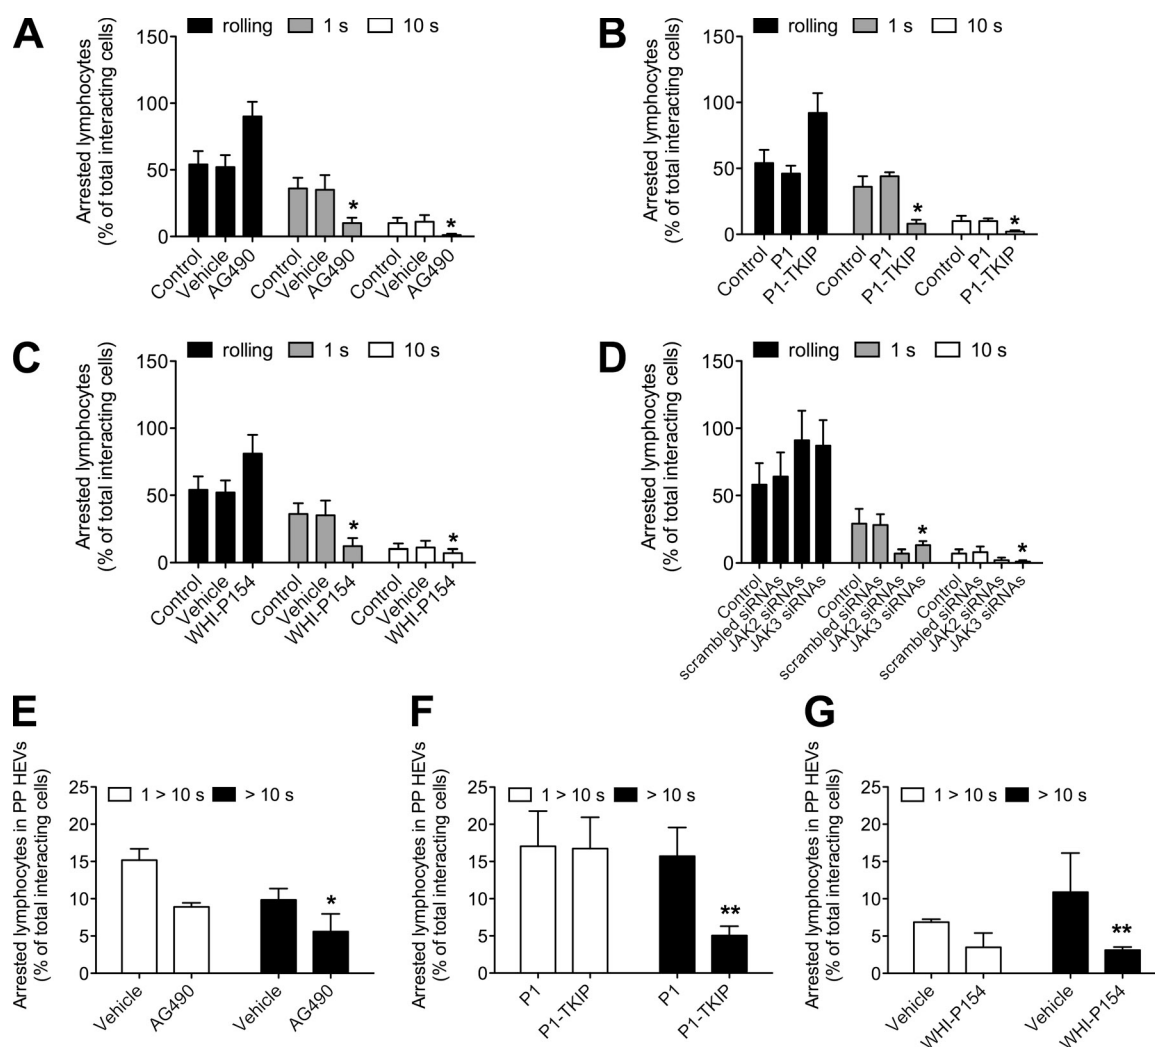 A
Arrested lymphocytes
(% of total interacting cells)
rolling 1 s 10 s
150
100
50
0
* *
Control Vehicle AG490 Control Vehicle AG490 Control Vehicle AG490
B
Arrested lymphocytes
(% of total interacting cells)
rolling 1 s 10 s
150
100
50
0
* *
Control P1 P1-TKIP Control P1 P1-TKIP Control P1 P1-TKIP
C
Arrested lymphocytes
(% of total interacting cells)
rolling 1 s 10 s
150
100
50
0
* *
Control Vehicle WHI-P154 Control Vehicle WHI-P154 Control Vehicle WHI-P154
D
Arrested lymphocytes
(% of total interacting cells)
rolling 1 s 10 s
150
100
50
0
* *
Control scrambled siRNAs JAK2 siRNAs JAK3 siRNAs Control scrambled siRNAs JAK2 siRNAs JAK3 siRNAs Control scrambled siRNAs JAK2 siRNAs JAK3 siRNAs
E
Arrested lymphocytes in PP HEVs
(% of total interacting cells)
1 > 10 s > 10 s
25
20
15
10
5
0
*
Vehicle AG490 Vehicle AG490
F
Arrested lymphocytes in PP HEVs
(% of total interacting cells)
1 > 10 s > 10 s
25
20
15
10
5
0
**
P1 P1-TKIP P1 P1-TKIP
G
Arrested lymphocytes in PP HEVs
(% of total interacting cells)
1 > 10 s > 10 s
25
20
15
10
5
0
**
Vehicle WHI-P154 Vehicle WHI-P154